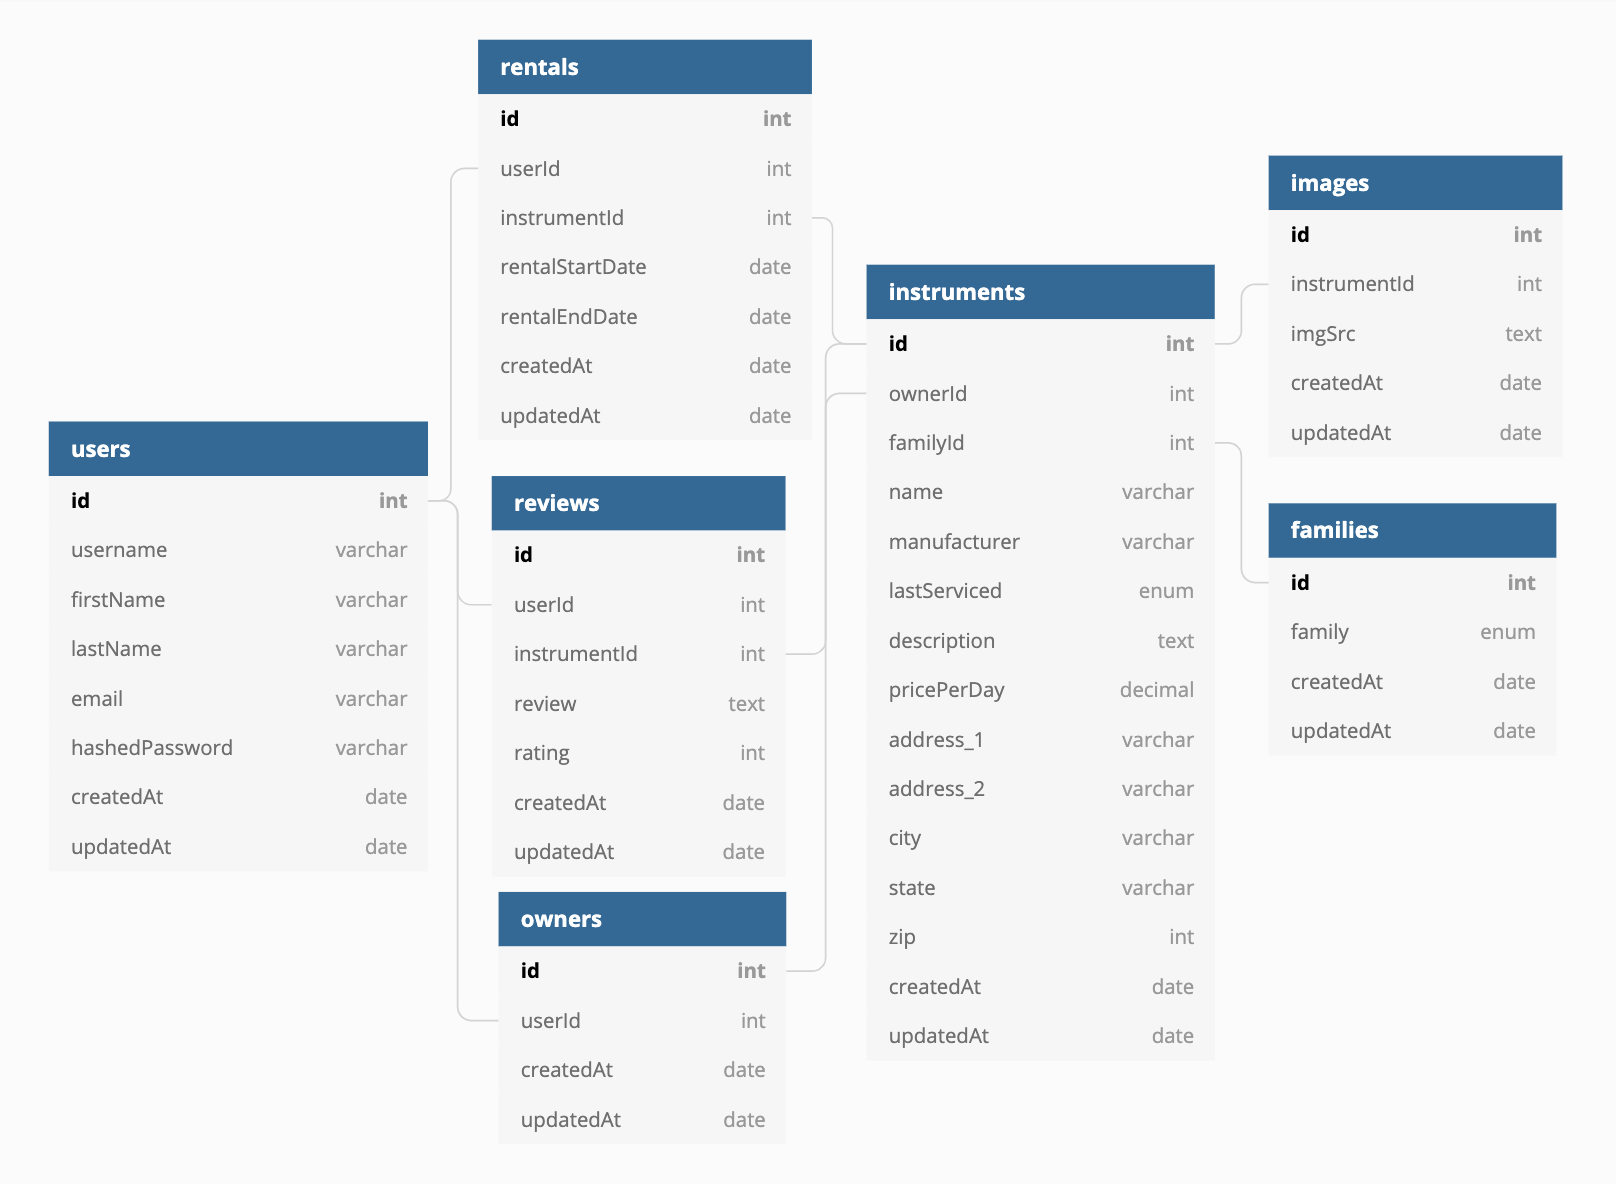 rentals
id int
userId int
instrumentId int
rentalStartDate date
rentalEndDate date
createdAt date
updatedAt date
users
id int
username varchar
firstName varchar
lastName varchar
email varchar
hashedPassword varchar
createdAt date
updatedAt date
reviews
id int
userId int
instrumentId int
review text
rating int
createdAt date
updatedAt date
owners
id int
userId int
createdAt date
updatedAt date
instruments
id int
ownerId int
familyId int
name varchar
manufacturer varchar
lastServiced enum
description text
pricePerDay decimal
address_1 varchar
address_2 varchar
city varchar
state varchar
zip int
createdAt date
updatedAt date
images
id int
instrumentId int
imgSrc text
createdAt date
updatedAt date
families
id int
family enum
createdAt date
updatedAt date